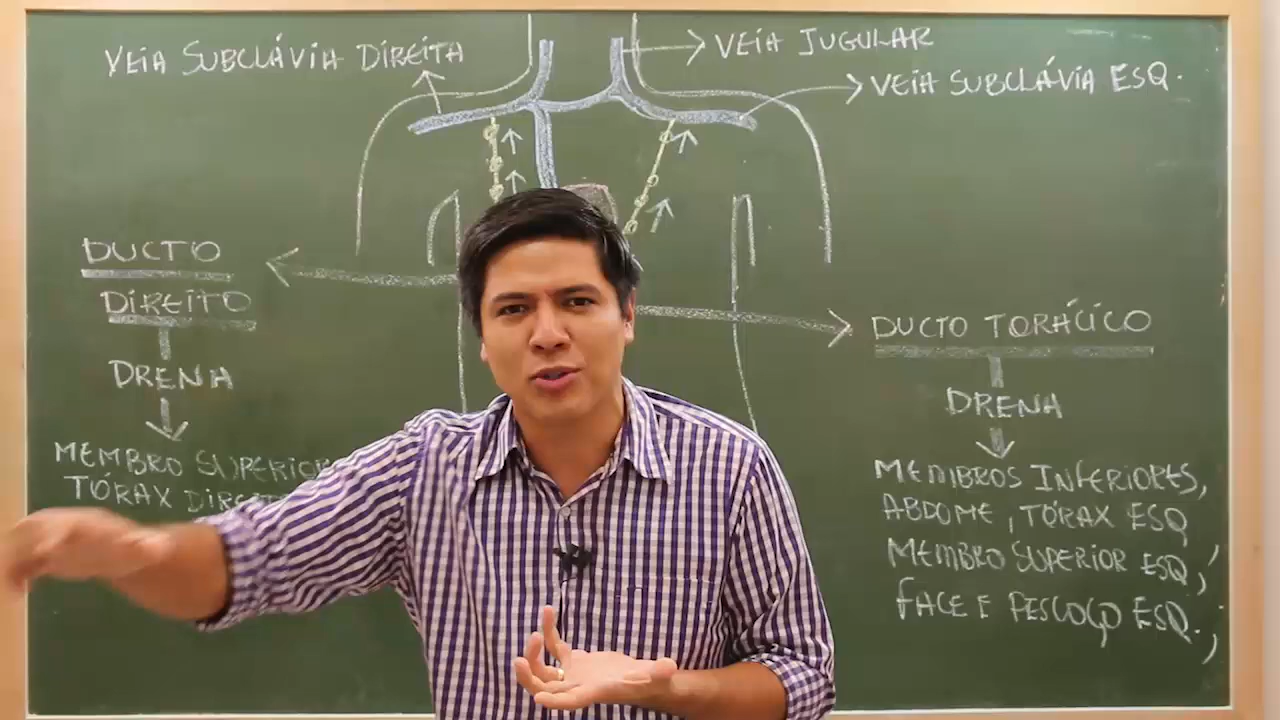 VEIA SUBCLÁVIA DIREITA
VEIA JUGULAR
VEIA SUBCLÁVIA ESQ.
DUCTO
DIREITO
DRENA
MEMBRO SUPERIOR
TÓRAX
DUCTO TORÁCICO
DRENA
MEMBROS INFERIORES,
ABDOME, TÓRAX ESQ
MEMBRO SUPERIOR ESQ,
FACE E PESCOÇO ESQ.,